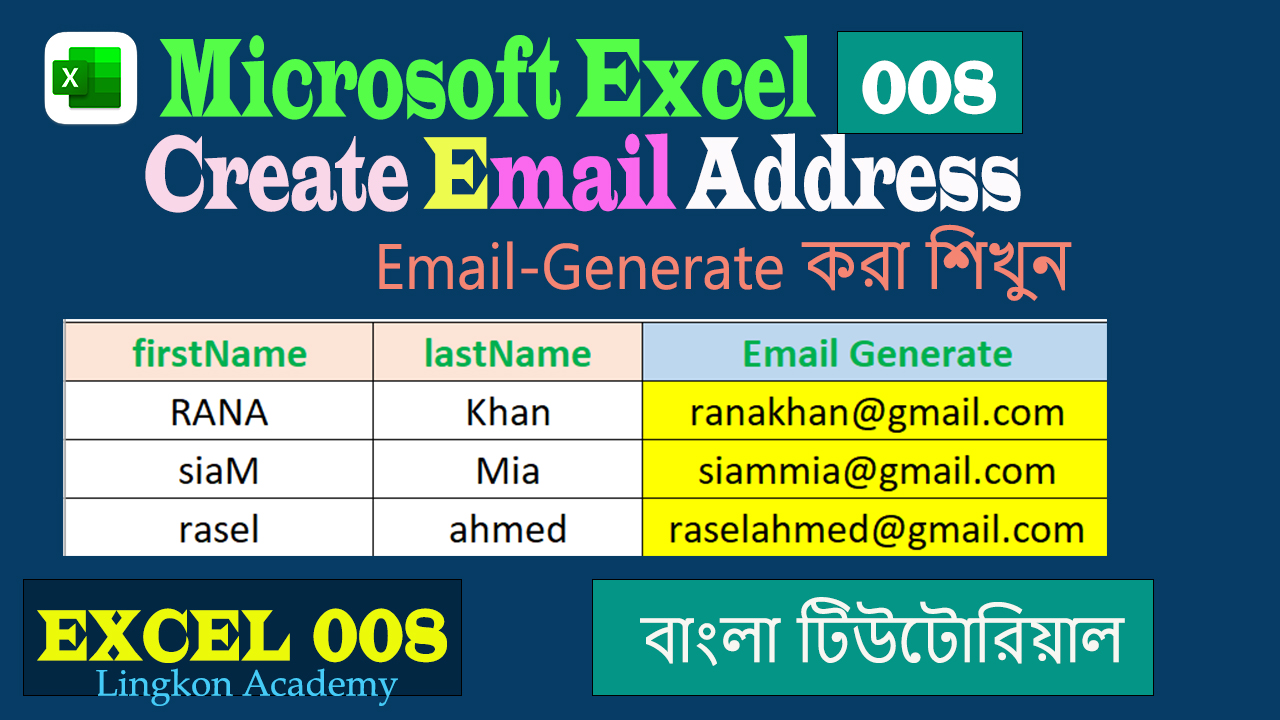 X Microsoft Excel 008
Create Email Address
Email-Generate করা শিখুন
firstName lastName Email Generate
RANA Khan ranakhan@gmail.com
siaM Mia siammia@gmail.com
rasel ahmed raselahmed@gmail.com
EXCEL 008
Lingkon Academy
বাংলা টিউটোরিয়াল